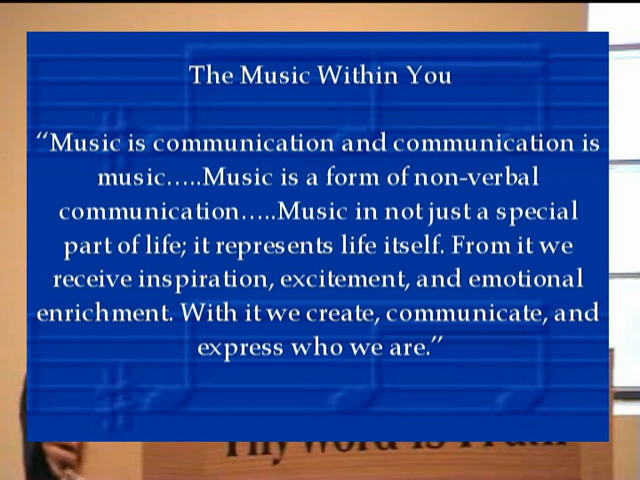 The Music Within You
“Music is communication and communication is
music…..Music is a form of non-verbal
communication…..Music in not just a special
part of life; it represents life itself. From it we
receive inspiration, excitement, and emotional
enrichment. With it we create, communicate, and
express who we are.”
Thy Word Is Truth